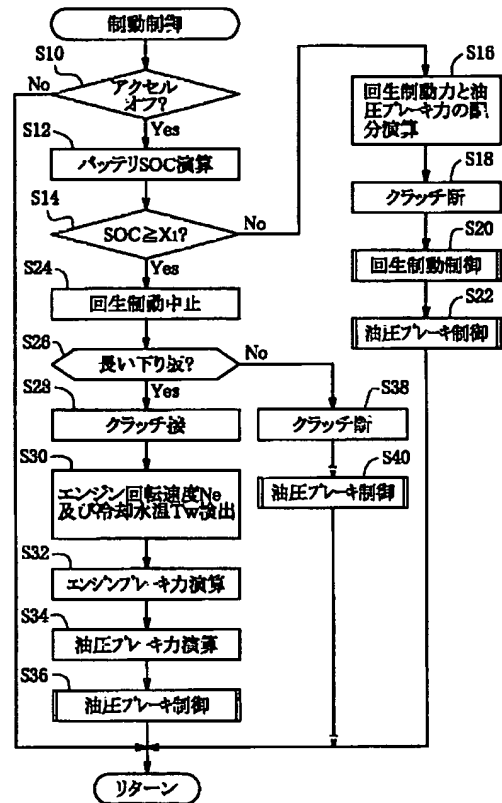 制動制御
S10
アクセル
オフ?
No
Yes
S12
バッテリSOC演算
S14
SOC≧X1?
No
Yes
S16
回生制動力と油
圧ブレーキ力の配
分演算
S18
クラッチ断
S20
回生制動制御
S22
油圧ブレーキ制御
S24
回生制動中止
S26
長い下り坂?
No
Yes
S28
クラッチ接
S30
エンジン回転速度Ne
及び冷却水温Tw検出
S32
エンジンブレーキ力演算
S34
油圧ブレーキ力演算
S36
油圧ブレーキ制御
S38
クラッチ断
S40
油圧ブレーキ制御
リターン